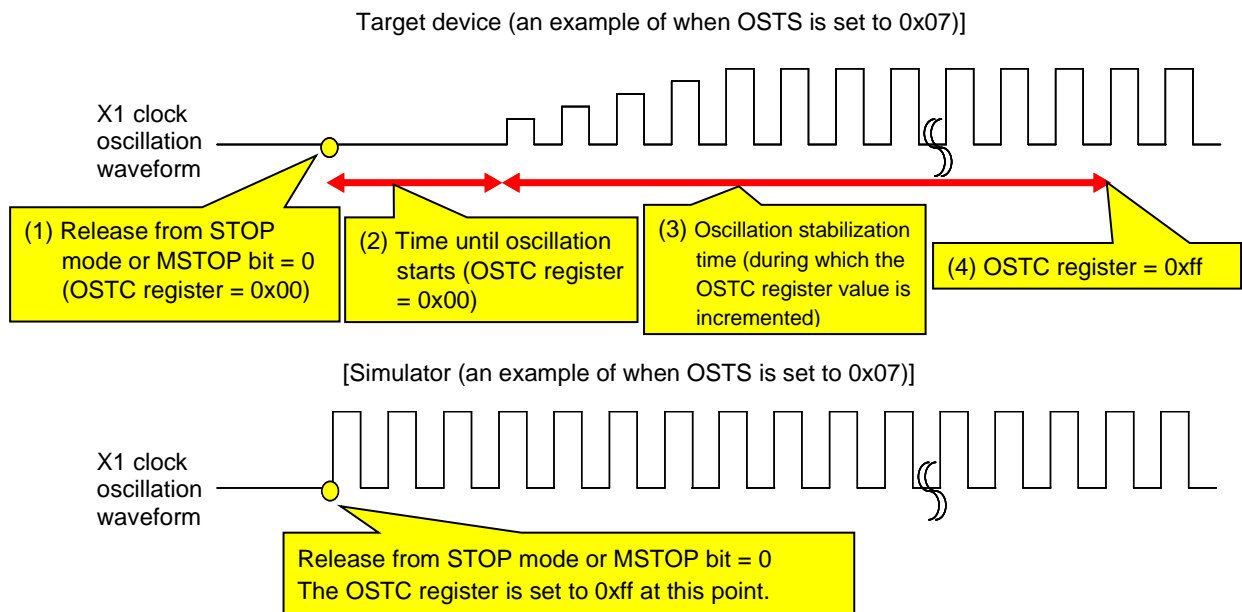 Target device (an example of when OSTS is set to 0x07)]
X1 clock
oscillation
waveform
(1) Release from STOP
mode or MSTOP bit = 0
(OSTC register = 0x00)
(2) Time until oscillation
starts (OSTC register
= 0x00)
(3) Oscillation stabilization
time (during which the
OSTC register value is
incremented)
(4) OSTC register = 0xff
[Simulator (an example of when OSTS is set to 0x07)]
X1 clock
oscillation
waveform
Release from STOP mode or MSTOP bit = 0
The OSTC register is set to 0xff at this point.